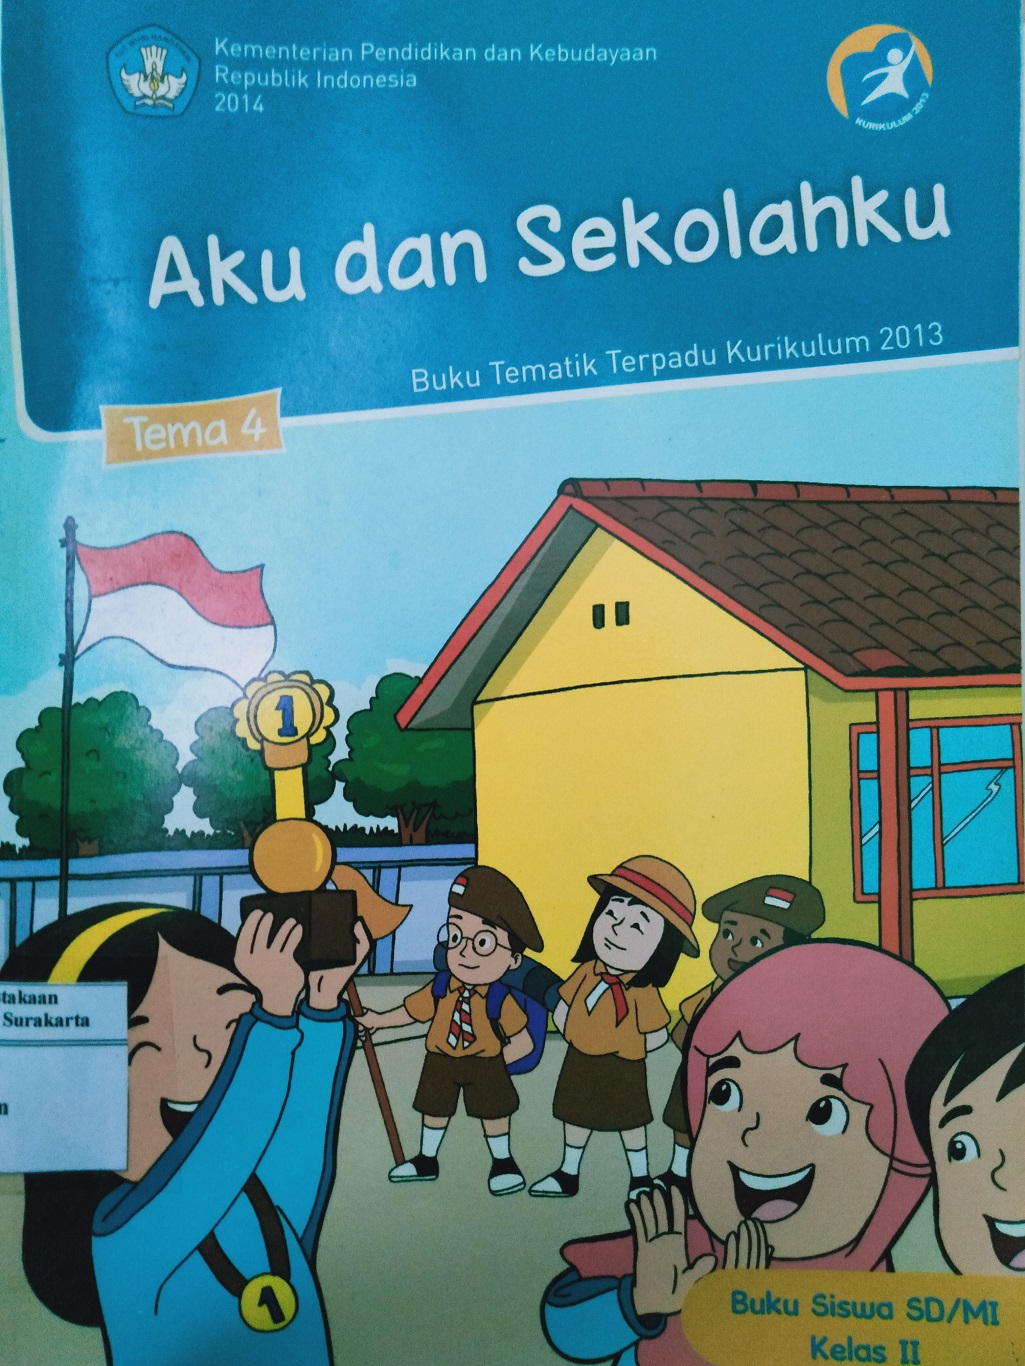 Kementerian Pendidikan dan Kebudayaan
Republik Indonesia
2014
KURIKULUM 2013
Aku dan Sekolahku
Buku Tematik Terpadu Kurikulum 2013
Tema 4
1
takaan
Surakarta
n
1
Buku Siswa SD/MI
Kelas II